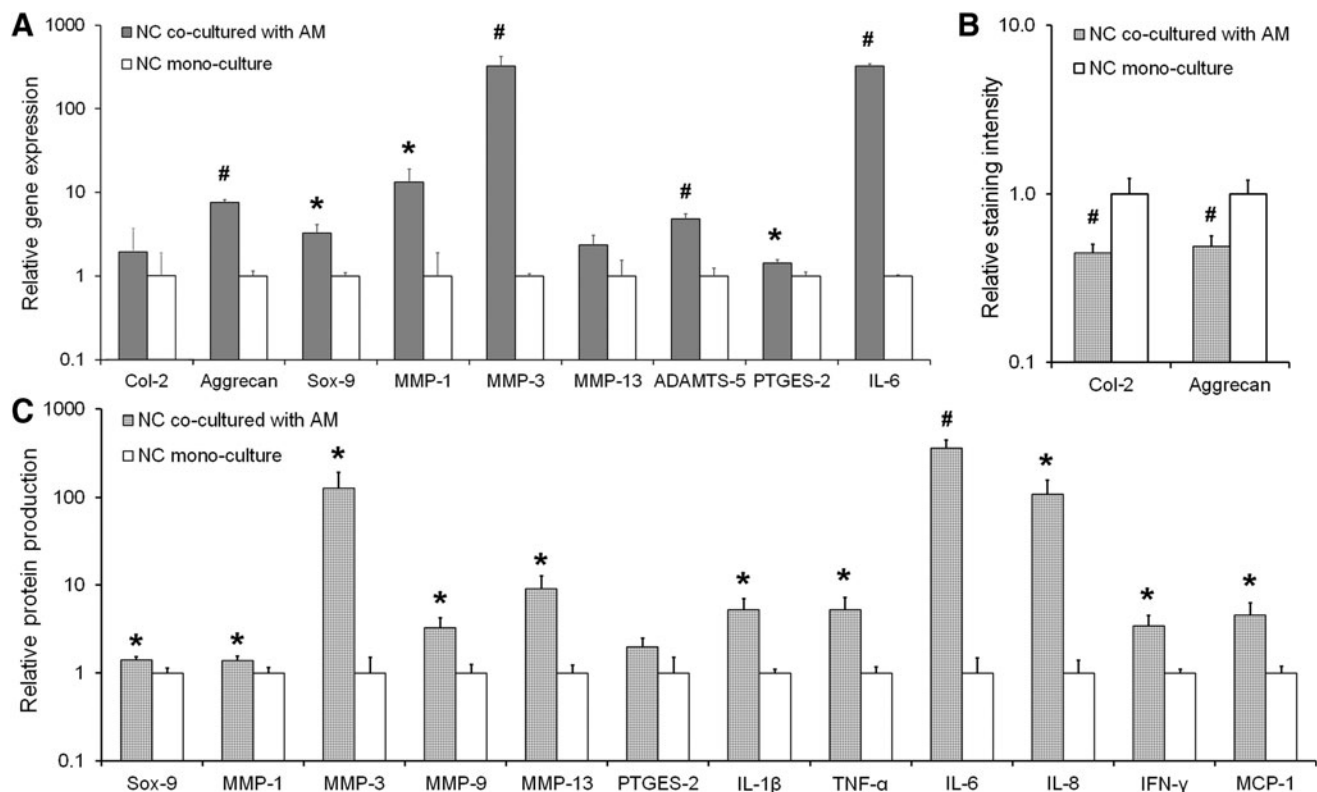 A
NC co-cultured with AM
NC mono-culture
Relative gene expression
1000
100
10
1
0.1
#
*
*
#
#
*
#
Col-2 Aggrecan Sox-9 MMP-1 MMP-3 MMP-13 ADAMTS-5 PTGES-2 IL-6
B
NC co-cultured with AM
NC mono-culture
Relative staining intensity
10.0
1.0
0.1
#
#
Col-2 Aggrecan
C
NC co-cultured with AM
NC mono-culture
Relative protein production
1000
100
10
1
0.1
*
*
*
*
*
*
*
#
*
*
*
Sox-9 MMP-1 MMP-3 MMP-9 MMP-13 PTGES-2 IL-1β TNF-α IL-6 IL-8 IFN-γ MCP-1